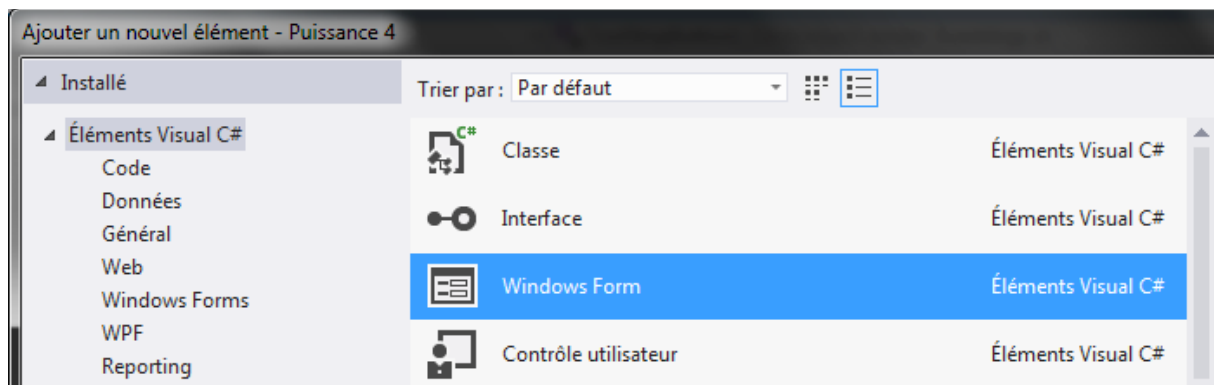 Ajouter un nouvel élément - Puissance 4
Installé
Trier par : Par défaut
Éléments Visual C#
Code
Données
Général
Web
Windows Forms
WPF
Reporting
C#
Classe Éléments Visual C#
Interface Éléments Visual C#
Windows Form Éléments Visual C#
Contrôle utilisateur Éléments Visual C#